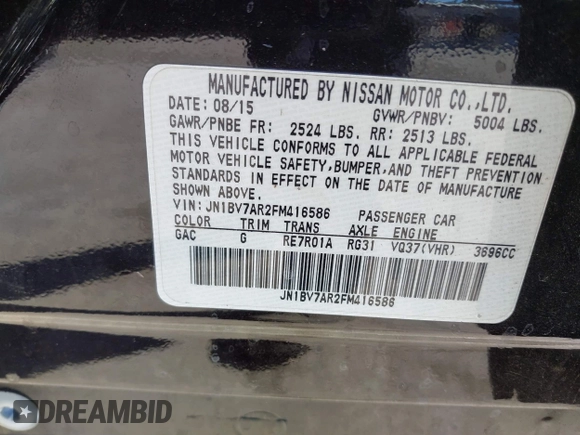 MANUFACTURED BY NISSAN MOTOR CO.,LTD.
DATE: 08/15 GVWR/PNBV: 5004 LBS.
GAWR/PNBE FR: 2524 LBS. RR: 2513 LBS.
THIS VEHICLE CONFORMS TO ALL APPLICABLE FEDERAL
MOTOR VEHICLE SAFETY,BUMPER,AND THEFT PREVENTION
STANDARDS IN EFFECT ON THE DATE OF MANUFACTURE
SHOWN ABOVE.
VIN:JN1BV7AR2FM416586 PASSENGER CAR
COLOR TRIM TRANS AXLE ENGINE
GAC G RE7R01A RG31 VQ37(VHR) 3696CC
JN1BV7AR2FM416586
DREAMBID